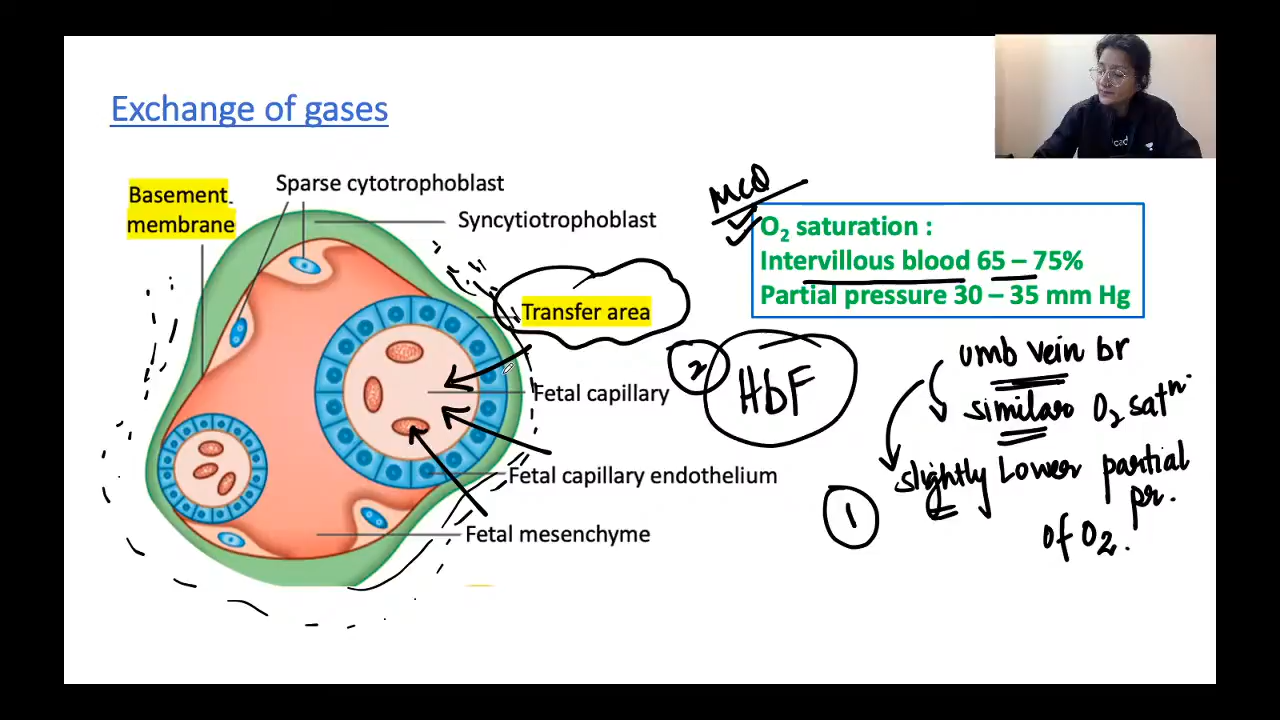 Exchange of gases
Basement
membrane
Sparse cytotrophoblast
Syncytiotrophoblast
Transfer area
Fetal capillary
Fetal capillary endothelium
Fetal mesenchyme
MCQ
O₂ saturation :
Intervillous blood 65 – 75%
Partial pressure 30 – 35 mm Hg
2
HbF
umb vein br
similar O₂ satⁿ.
slightly Lower partial
pr.
1
of O₂.